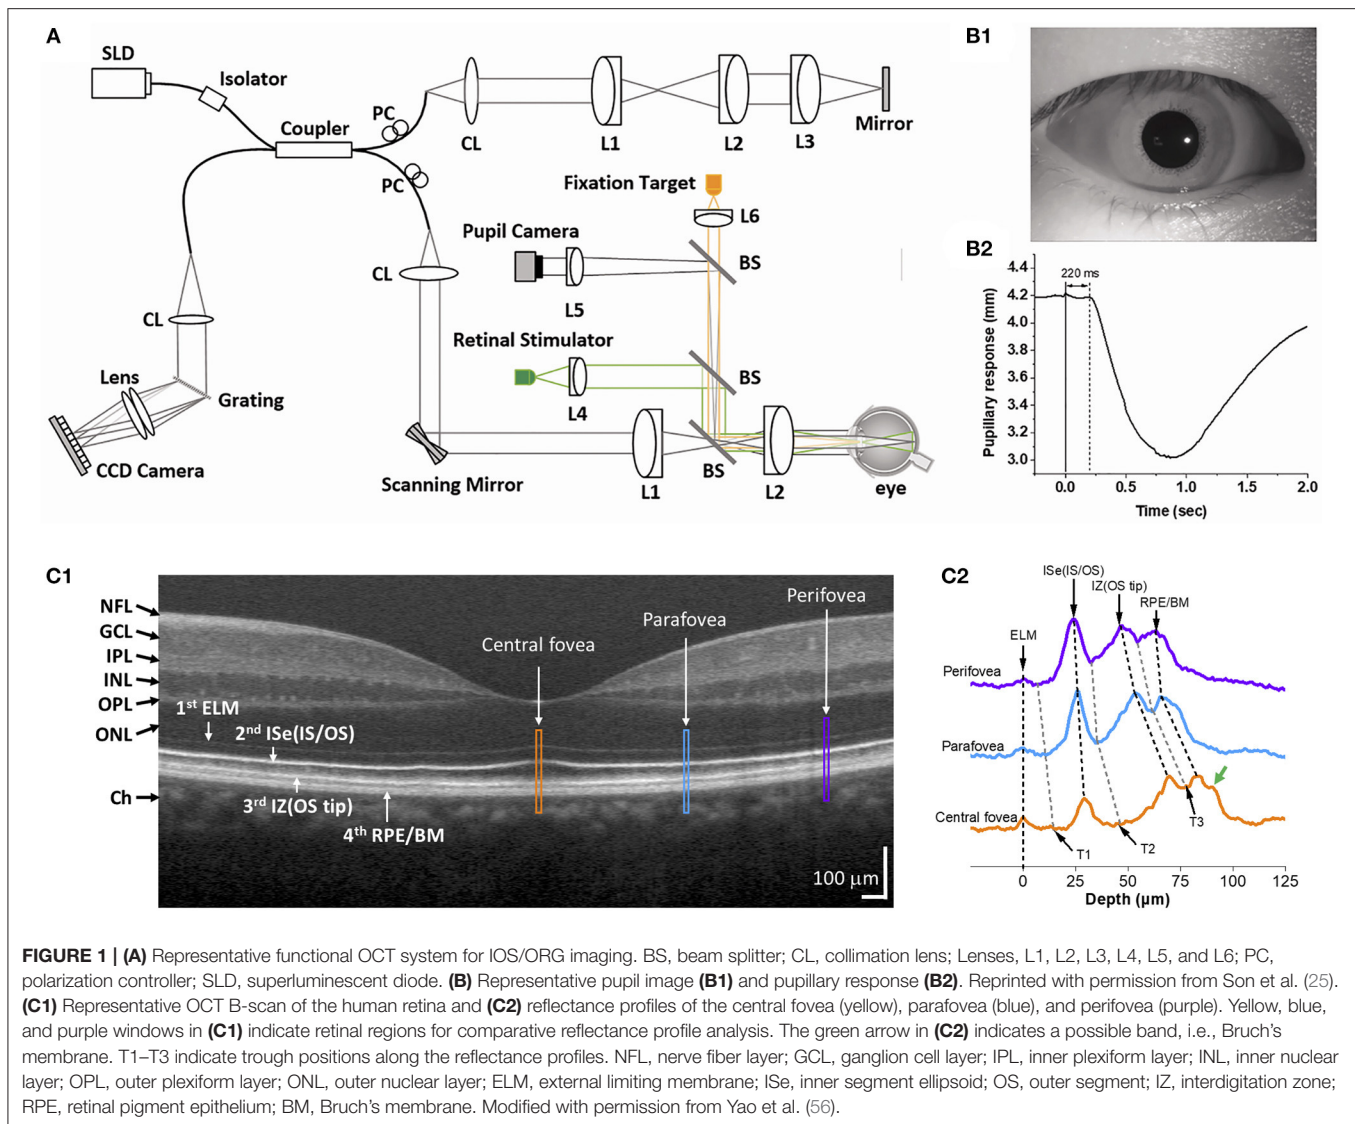 A
SLD
Isolator
Coupler
PC
PC
CL
L1
L2
L3
Mirror
Fixation Target
L6
Pupil Camera
BS
L5
CL
Retinal Stimulator
BS
L4
CL
Lens
Grating
CCD Camera
Scanning Mirror
L1
BS
L2
eye
B1
B2
4.4
4.2
4.0
3.8
3.6
3.4
3.2
3.0
220 ms
Pupillary response (mm)
0.0 0.5 1.0 1.5 2.0
Time (sec)
C1
NFL
GCL
IPL
INL
OPL
ONL
Ch
1st ELM
2nd ISe(IS/OS)
3rd IZ(OS tip)
4th RPE/BM
Central fovea
Parafovea
Perifovea
100 μm
C2
ISe(IS/OS)
IZ(OS tip)
RPE/BM
ELM
Perifovea
Parafovea
Central fovea
T1
T2
T3
0 25 50 75 100 125
Depth (μm)
FIGURE 1 | (A) Representative functional OCT system for IOS/ORG imaging. BS, beam splitter; CL, collimation lens; Lenses, L1, L2, L3, L4, L5, and L6; PC,
polarization controller; SLD, superluminescent diode. (B) Representative pupil image (B1) and pupillary response (B2). Reprinted with permission from Son et al. (25).
(C1) Representative OCT B-scan of the human retina and (C2) reflectance profiles of the central fovea (yellow), parafovea (blue), and perifovea (purple). Yellow, blue,
and purple windows in (C1) indicate retinal regions for comparative reflectance profile analysis. The green arrow in (C2) indicates a possible band, i.e., Bruch's
membrane. T1–T3 indicate trough positions along the reflectance profiles. NFL, nerve fiber layer; GCL, ganglion cell layer; IPL, inner plexiform layer; INL, inner nuclear
layer; OPL, outer plexiform layer; ONL, outer nuclear layer; ELM, external limiting membrane; ISe, inner segment ellipsoid; OS, outer segment; IZ, interdigitation zone;
RPE, retinal pigment epithelium; BM, Bruch's membrane. Modified with permission from Yao et al. (56).